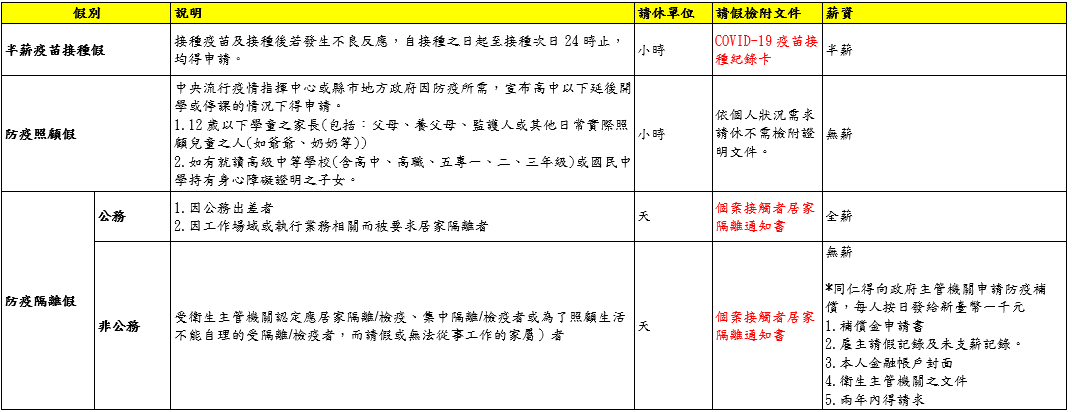 假別 說明 請休單位 請假檢附文件 薪資
半薪疫苗接種假
接種疫苗及接種後若發生不良反應，自接種之日起至接種次日24時止，
均得申請。
小時
COVID-19疫苗接
種紀錄卡
半薪
防疫照顧假
中央流行疫情指揮中心或縣市地方政府因防疫所需，宣布高中以下延後開
學或停課的情況下得申請。
1.12歲以下學童之家長(包括：父母、養父母、監護人或其他日常實際照
顧兒童之人(如爺爺、奶奶等))
2.如有就讀高級中等學校(含高中、高職、五專一、二、三年級)或國民中
學持有身心障礙證明之子女。
小時
依個人狀況需求
請休不需檢附證
明文件。
無薪
防疫隔離假
公務
1.因公務出差者
2.因工作場域或執行業務相關而被要求居家隔離者
天
個案接觸者居家
隔離通知書
全薪
非公務
受衛生主管機關認定應居家隔離/檢疫、集中隔離/檢疫者或為了照顧生活
不能自理的受隔離/檢疫者，而請假或無法從事工作的家屬）者
天
個案接觸者居家
隔離通知書
無薪
*同仁得向政府主管機關申請防疫補
償，每人按日發給新臺幣一千元
1.補償金申請書
2.雇主請假記錄及未支薪記錄。
3.本人金融帳戶封面
4.衛生主管機關之文件
5.兩年內得請求